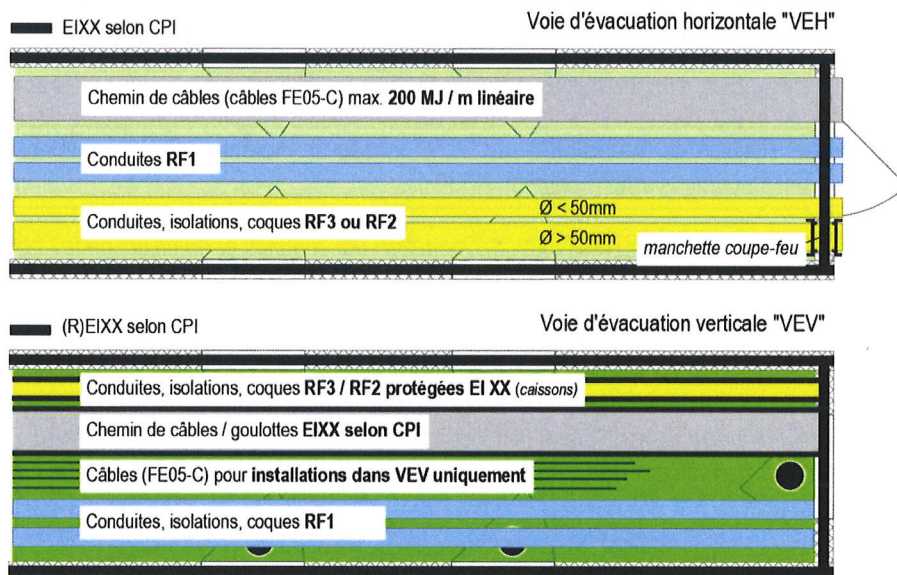 EIXX selon CPI
Voie d'évacuation horizontale "VEH"
Chemin de câbles (câbles FE05-C) max. 200 MJ / m linéaire
Conduites RF1
Conduites, isolations, coques RF3 ou RF2
Ø < 50mm
Ø > 50mm
manchette coupe-feu
(R)EIXX selon CPI
Voie d'évacuation verticale "VEV"
Conduites, isolations, coques RF3 / RF2 protégées EI XX (caissons)
Chemin de câbles / goulottes EIXX selon CPI
Câbles (FE05-C) pour installations dans VEV uniquement
Conduites, isolations, coques RF1